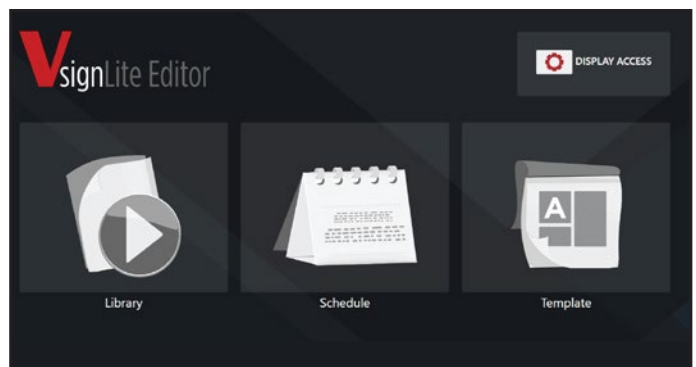 VsignLite Editor
DISPLAY ACCESS
A
Library
Schedule
Template